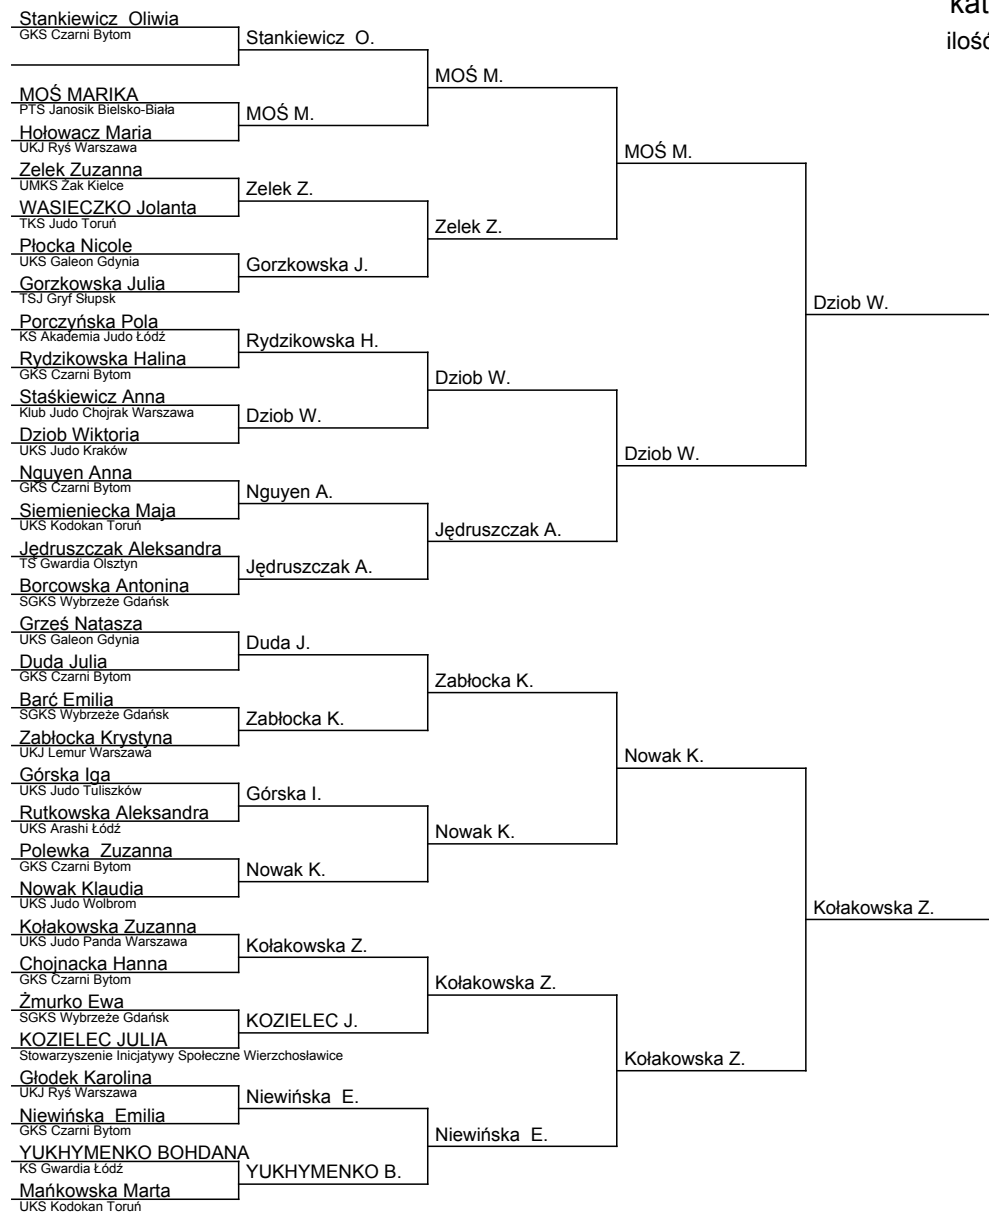 kat
ilość
Stankiewicz  Oliwia
GKS Czarni Bytom
MOŚ MARIKA
PTS Janosik Bielsko-Biała
Hołowacz Maria
UKJ Ryś Warszawa
Zelek Zuzanna
UMKS Żak Kielce
WASIECZKO Jolanta
TKS Judo Toruń
Płocka Nicole
UKS Galeon Gdynia
Gorzkowska Julia
TSJ Gryf Słupsk
Porczyńska Pola
KS Akademia Judo Łódź
Rydzikowska Halina
GKS Czarni Bytom
Staśkiewicz Anna
Klub Judo Chojrak Warszawa
Dziob Wiktoria
UKS Judo Kraków
Nguyen Anna
GKS Czarni Bytom
Siemieniecka Maja
UKS Kodokan Toruń
Jędruszczak Aleksandra
TS Gwardia Olsztyn
Borcowska Antonina
SGKS Wybrzeże Gdańsk
Grześ Natasza
UKS Galeon Gdynia
Duda Julia
GKS Czarni Bytom
Barć Emilia
SGKS Wybrzeże Gdańsk
Zabłocka Krystyna
UKJ Lemur Warszawa
Górska Iga
UKS Judo Tuliszków
Rutkowska Aleksandra
UKS Arashi Łódź
Polewka  Zuzanna
GKS Czarni Bytom
Nowak Klaudia
UKS Judo Wolbrom
Kołakowska Zuzanna
UKS Judo Panda Warszawa
Chojnacka Hanna
GKS Czarni Bytom
Żmurko Ewa
SGKS Wybrzeże Gdańsk
KOZIELEC JULIA
Stowarzyszenie Inicjatywy Społeczne Wierzchosławice
Głodek Karolina
UKJ Ryś Warszawa
Niewińska  Emilia
GKS Czarni Bytom
YUKHYMENKO BOHDANA
KS Gwardia Łódź
Mańkowska Marta
UKS Kodokan Toruń
Stankiewicz  O.
MOŚ M.
Zelek Z.
Gorzkowska J.
Rydzikowska H.
Dziob W.
Nguyen A.
Jędruszczak A.
Duda J.
Zabłocka K.
Górska I.
Nowak K.
Kołakowska Z.
KOZIELEC J.
Niewińska  E.
YUKHYMENKO B.
MOŚ M.
Zelek Z.
Dziob W.
Jędruszczak A.
Zabłocka K.
Nowak K.
Kołakowska Z.
Niewińska  E.
MOŚ M.
Dziob W.
Nowak K.
Kołakowska Z.
Dziob W.
Kołakowska Z.